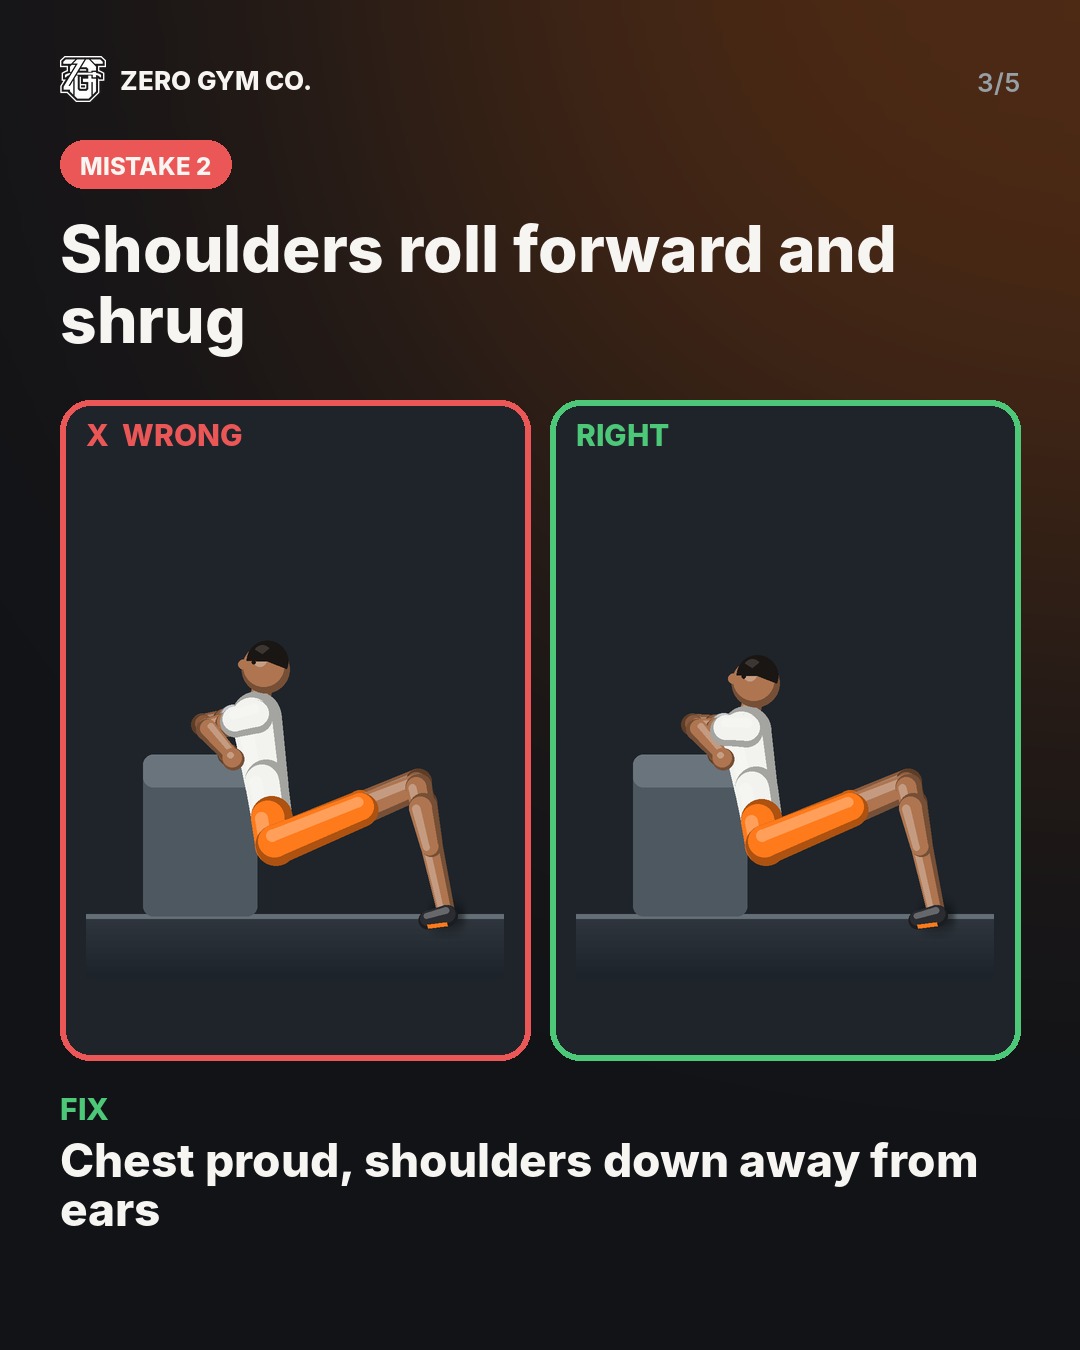 ZERO GYM CO.
3/5
MISTAKE 2
Shoulders roll forward and
shrug
X WRONG
RIGHT
FIX
Chest proud, shoulders down away from
ears